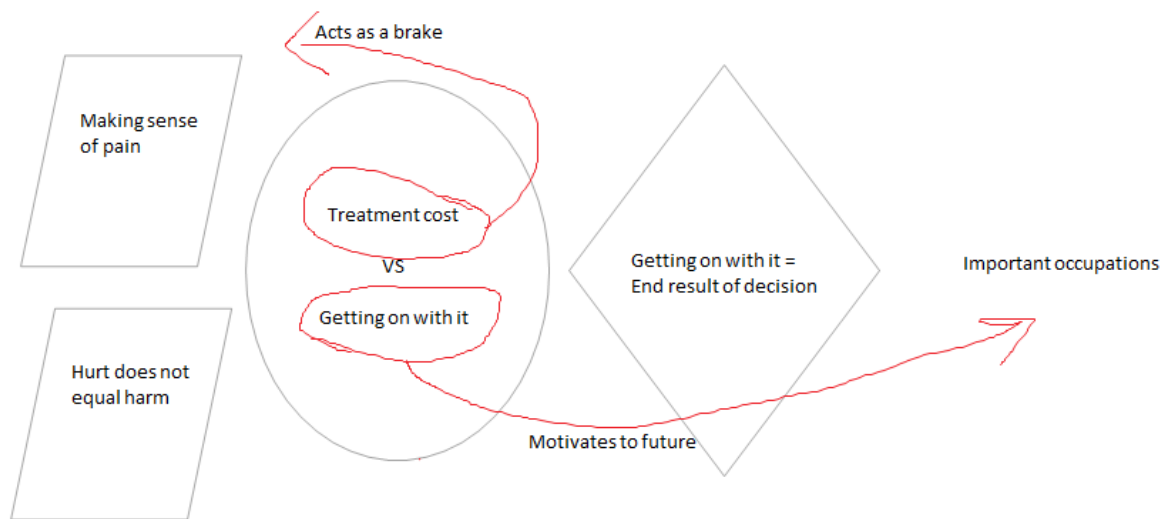 Acts as a brake
Making sense
of pain
Treatment cost
VS
Getting on with it
Getting on with it =
End result of decision
Important occupations
Hurt does not
equal harm
Motivates to future